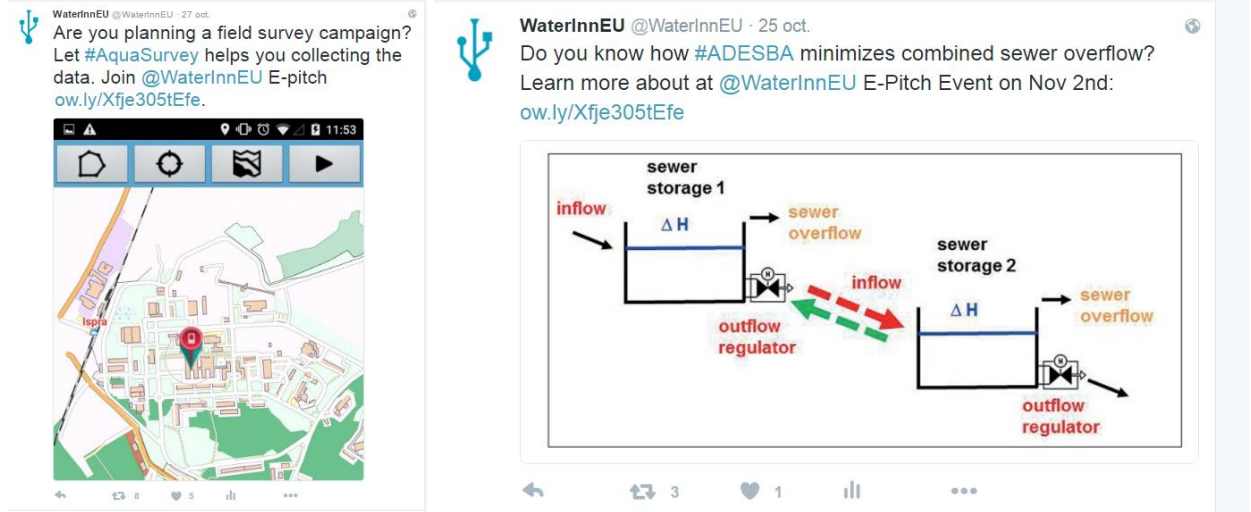 WaterInnEU @WaterInnEU · 27 oct.
Are you planning a field survey campaign?
Let #AquaSurvey helps you collecting the
data. Join @WaterInnEU E-pitch
ow.ly/Xfje305tEfe.
11:53
Ispra
8
5
WaterInnEU @WaterInnEU · 25 oct.
Do you know how #ADESBA minimizes combined sewer overflow?
Learn more about at @WaterInnEU E-Pitch Event on Nov 2nd:
ow.ly/Xfje305tEfe
sewer
storage 1
inflow
Δ H
sewer
overflow
M
outflow
regulator
inflow
sewer
storage 2
Δ H
sewer
overflow
M
outflow
regulator
3
1